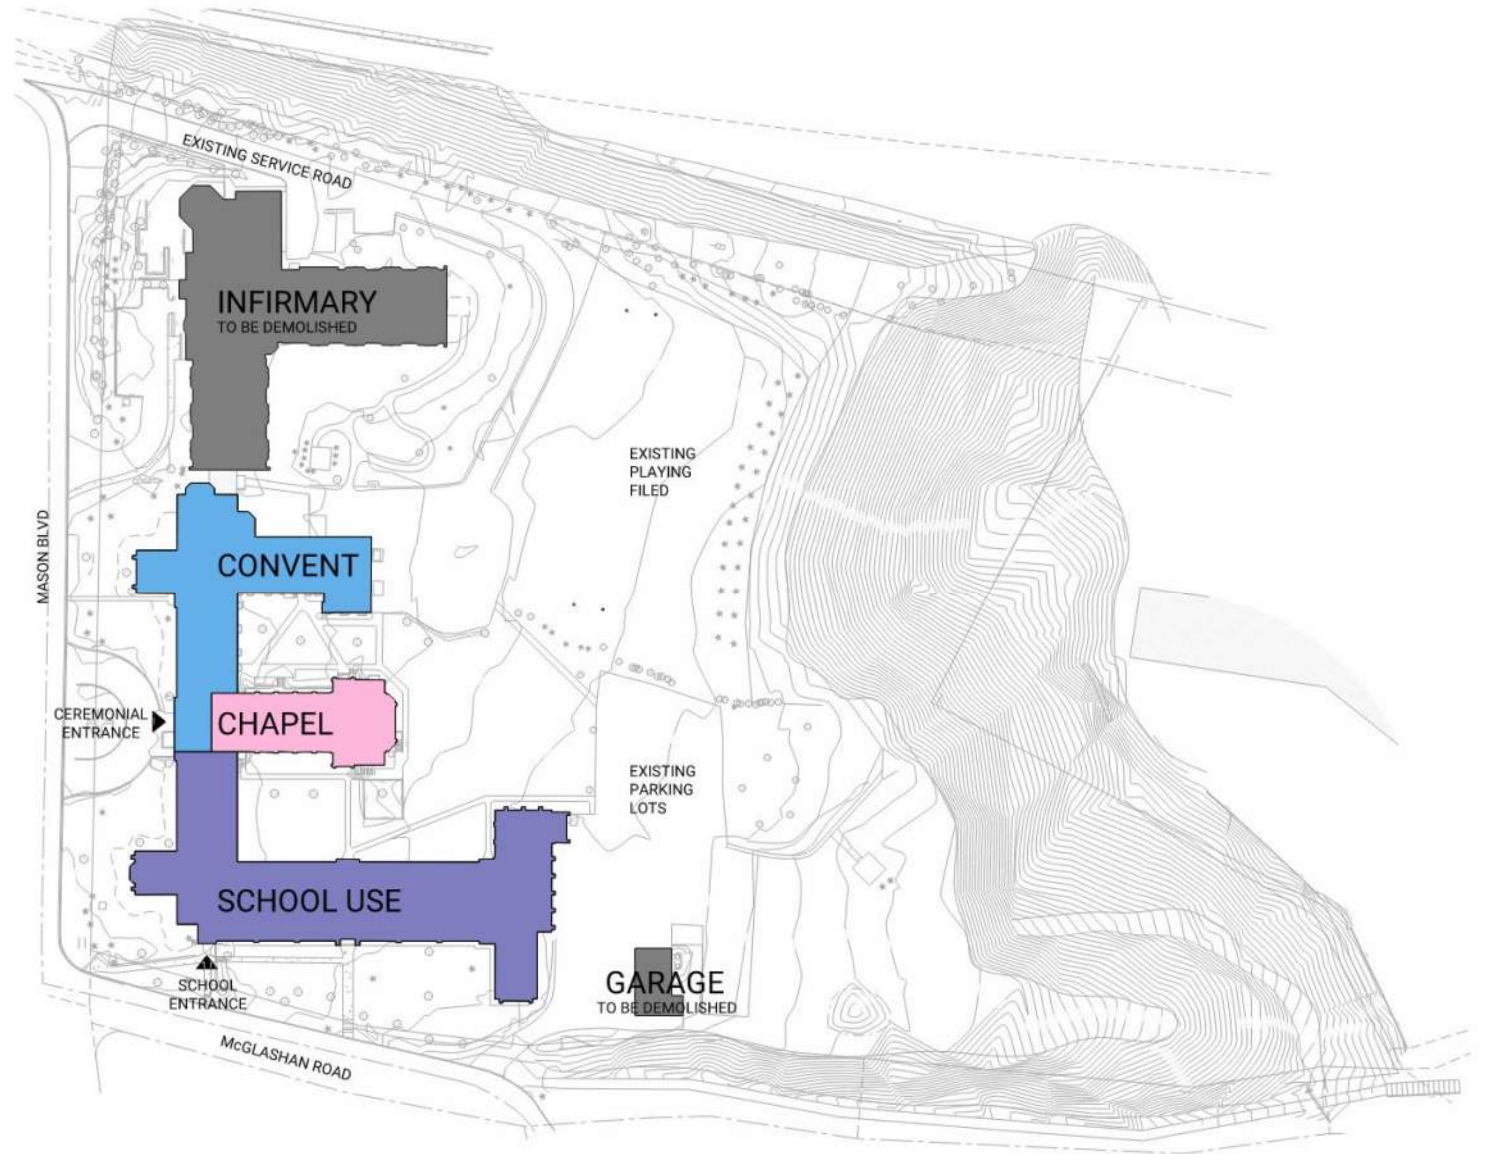 EXISTING SERVICE ROAD
INFIRMARY
TO BE DEMOLISHED
EXISTING
PLAYING
FILED
MASON BLVD
CONVENT
CEREMONIAL
ENTRANCE
CHAPEL
EXISTING
PARKING
LOTS
SCHOOL USE
SCHOOL
ENTRANCE
GARAGE
TO BE DEMOLISHED
McGLASHAN ROAD